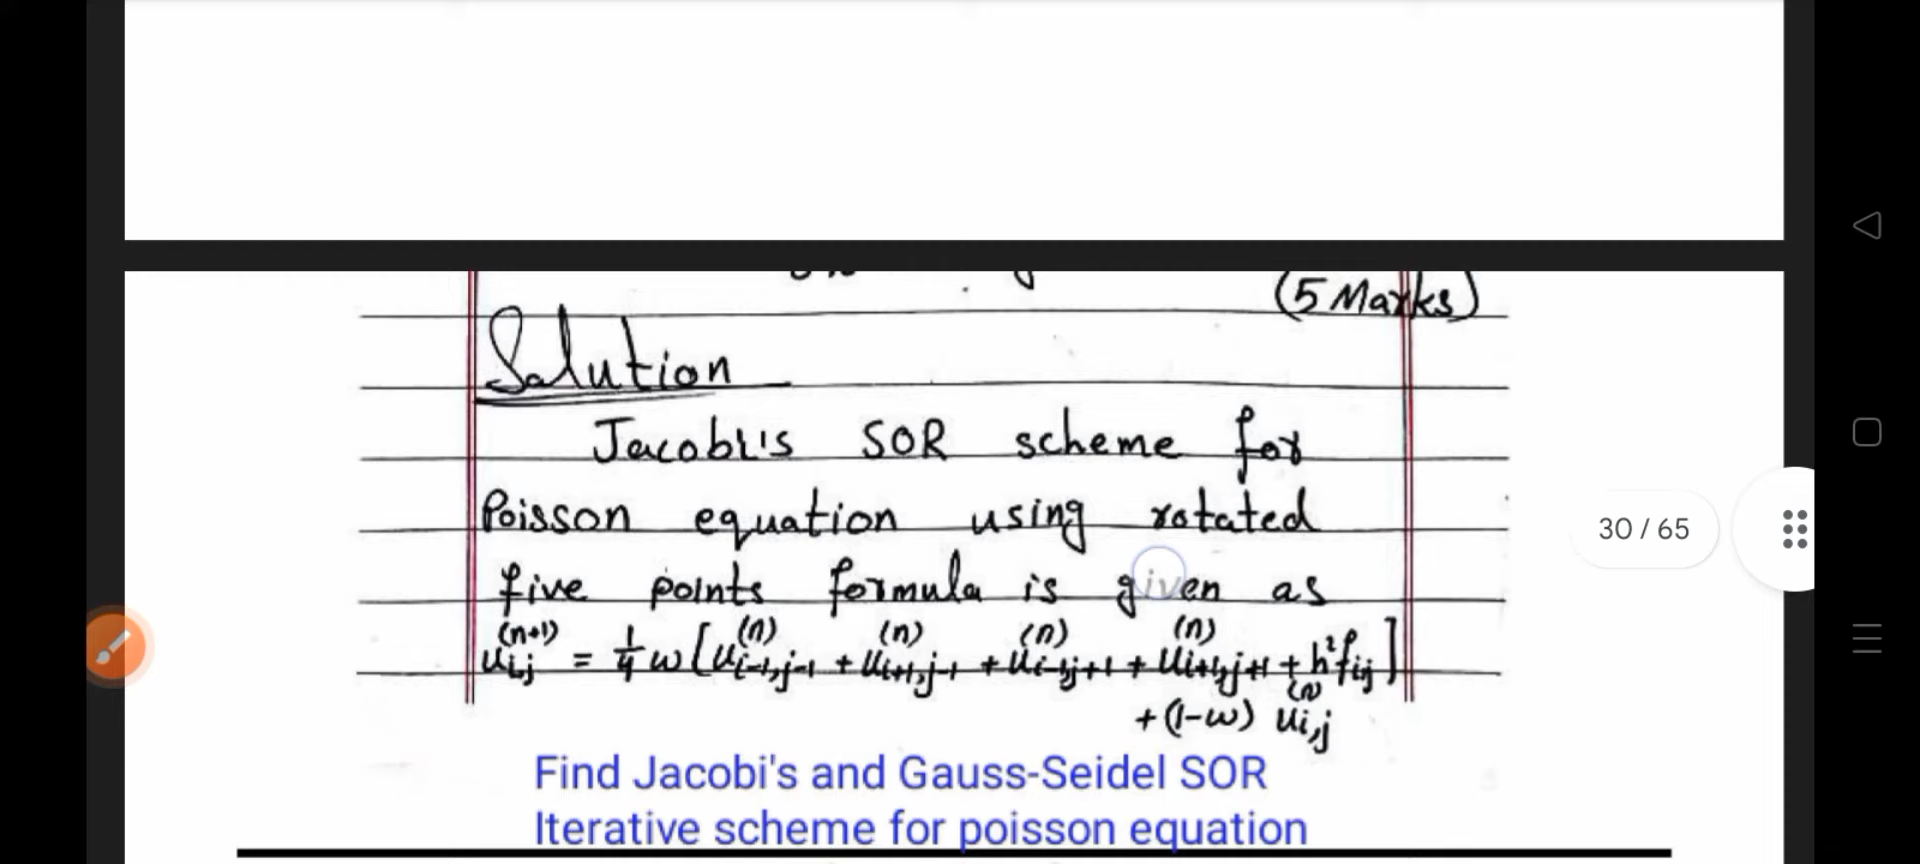 (5 Marks)
Solution
Jacobi's SOR scheme for
Poisson equation using rotated
five points formula is given as
u_{i,j}^{(n+1)} = 1/4 ω [u_{i-1,j-1}^{(n)} + u_{i+1,j-1}^{(n)} + u_{i-1,j+1}^{(n)} + u_{i+1,j+1}^{(n)} + h²f_{ij}]
+ (1-ω) u_{i,j}^{(n)}
Find Jacobi's and Gauss-Seidel SOR
Iterative scheme for poisson equation
30 / 65